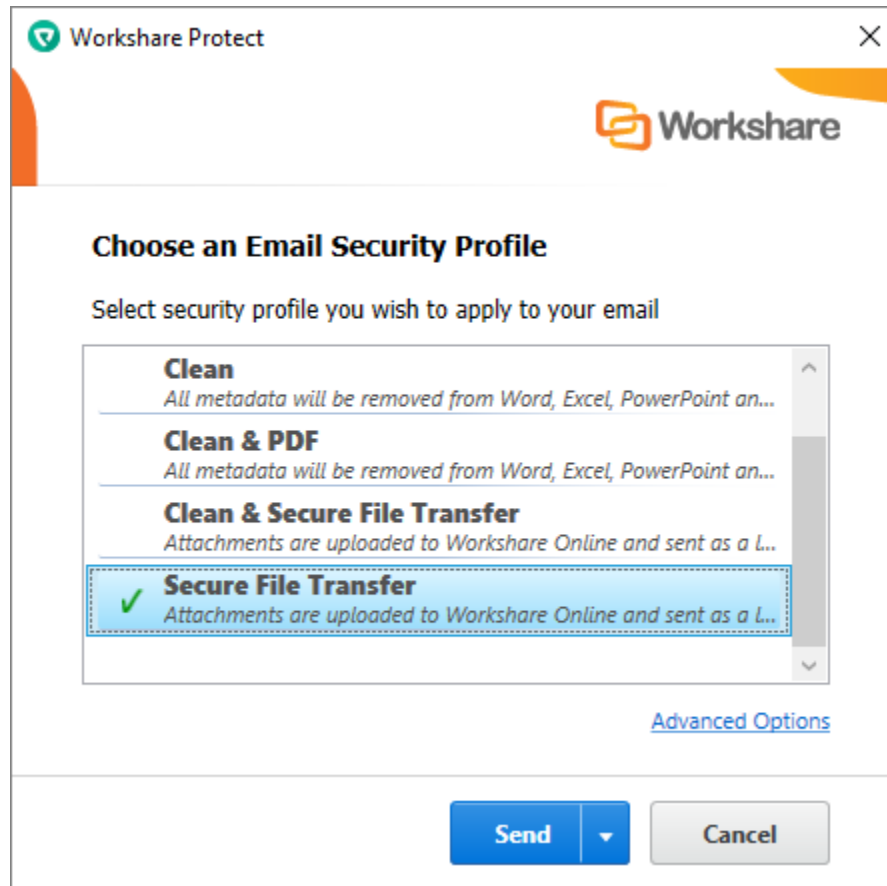 Workshare Protect
Workshare
Choose an Email Security Profile
Select security profile you wish to apply to your email
Clean
All metadata will be removed from Word, Excel, PowerPoint an...
Clean & PDF
All metadata will be removed from Word, Excel, PowerPoint an...
Clean & Secure File Transfer
Attachments are uploaded to Workshare Online and sent as a l...
Secure File Transfer
Attachments are uploaded to Workshare Online and sent as a l...
Advanced Options
Send
Cancel